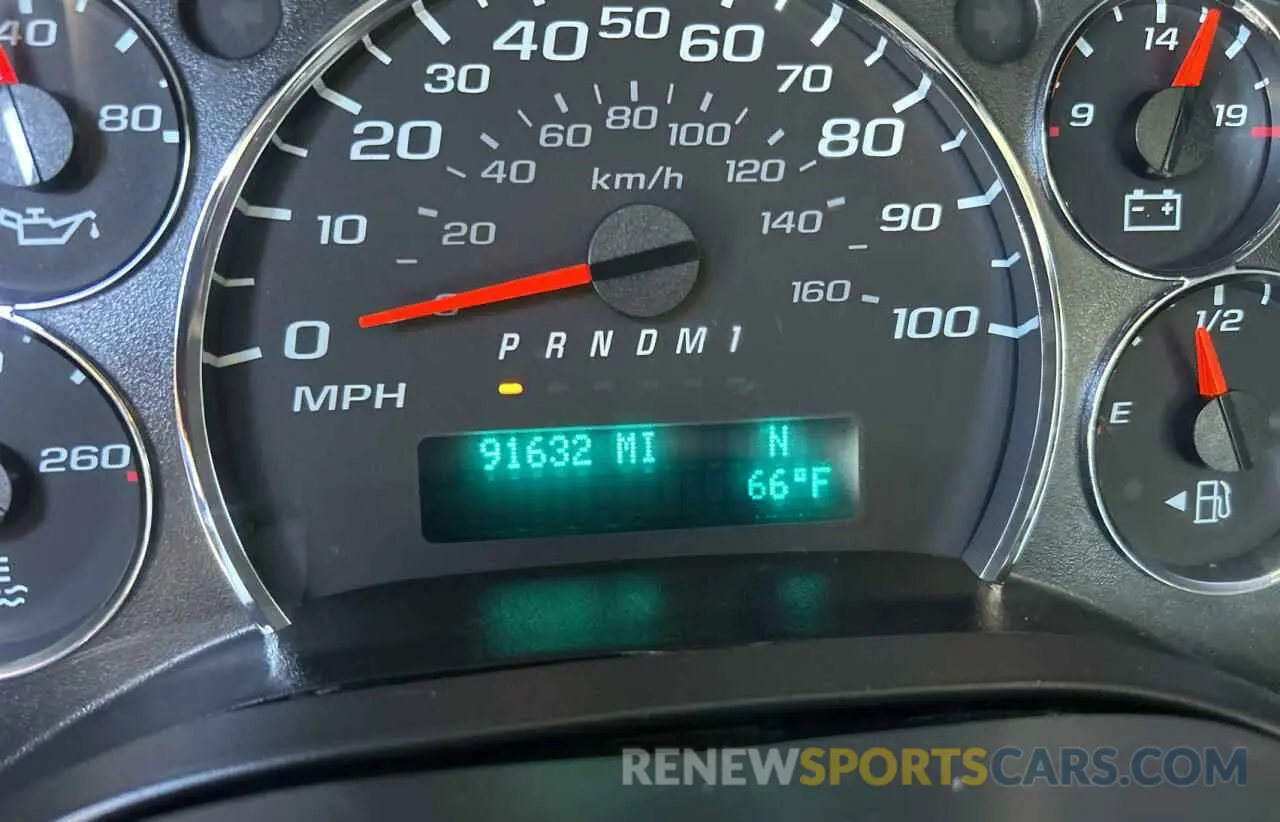 40
80
260
0 10 20 30 40 50 60 70 80 90 100
20 40 60 80 100 120 140 160
km/h
MPH
P R N D M 1
91632 MI N
66°F
9 14 19
- +
E 1/2
RENEWSPORTSCARS.COM